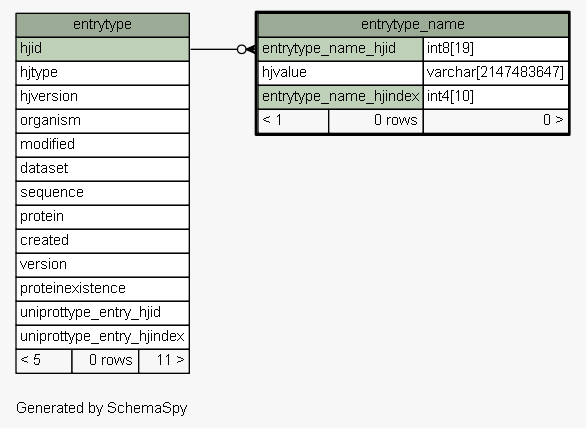 entrytype
hjid
hjtype
hjversion
organism
modified
dataset
sequence
protein
created
version
proteinexistence
uniprottype_entry_hjid
uniprottype_entry_hjindex
< 5 0 rows 11 >
entrytype_name
entrytype_name_hjid int8[19]
hjvalue varchar[2147483647]
entrytype_name_hjindex int4[10]
< 1 0 rows 0 >
Generated by SchemaSpy